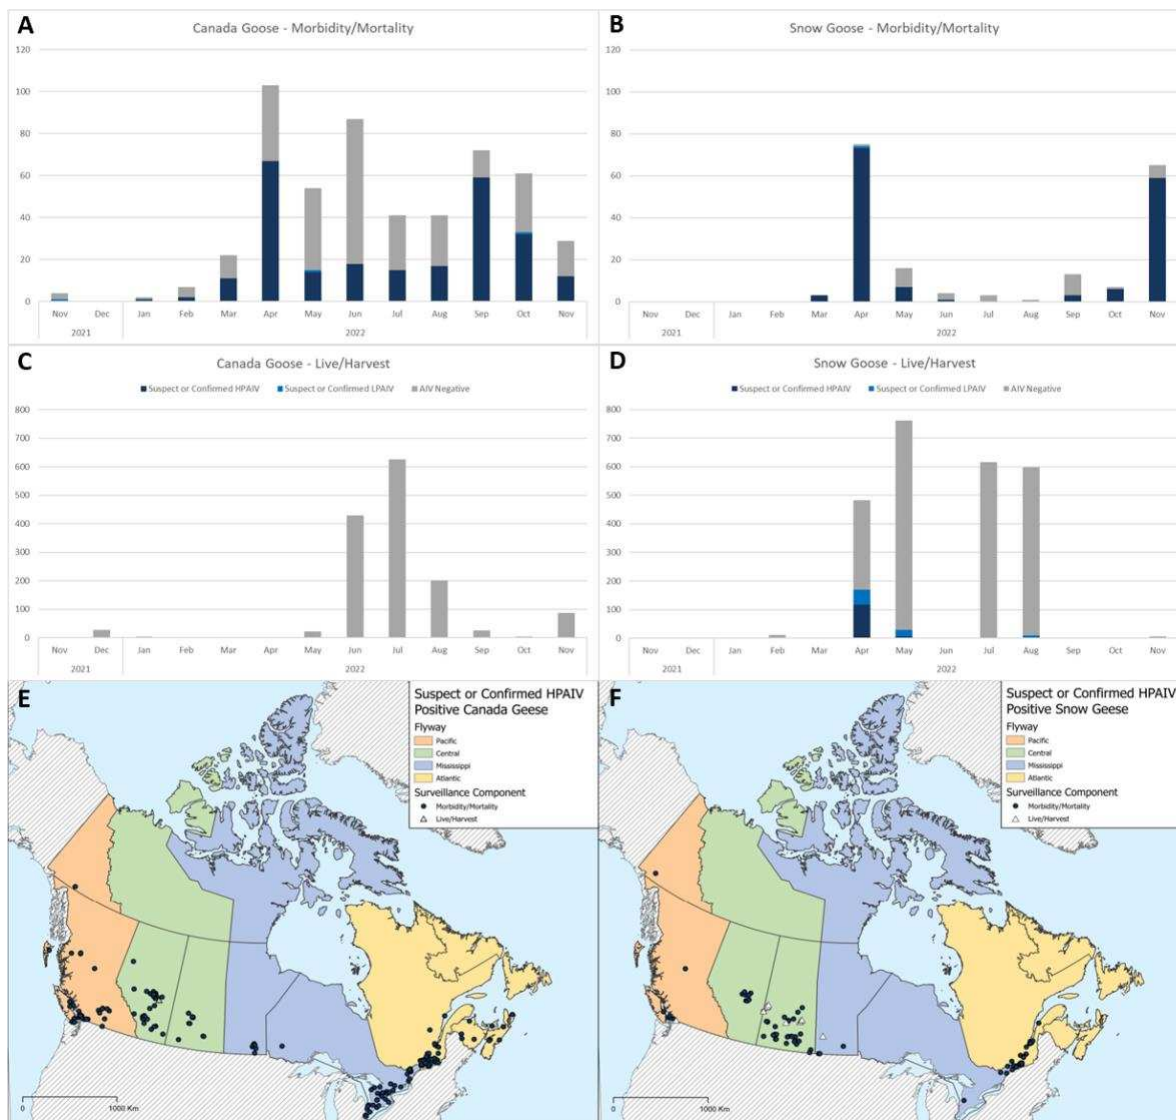 A
Canada Goose - Morbidity/Mortality
120
100
80
60
40
20
0
Nov Dec Jan Feb Mar Apr May Jun Jul Aug Sep Oct Nov
2021 2022
B
Snow Goose - Morbidity/Mortality
120
100
80
60
40
20
0
Nov Dec Jan Feb Mar Apr May Jun Jul Aug Sep Oct Nov
2021 2022
C
Canada Goose - Live/Harvest
Suspect or Confirmed HPAIV Suspect or Confirmed LPAIV AIV Negative
800
700
600
500
400
300
200
100
0
Nov Dec Jan Feb Mar Apr May Jun Jul Aug Sep Oct Nov
2021 2022
D
Snow Goose - Live/Harvest
Suspect or Confirmed HPAIV Suspect or Confirmed LPAIV AIV Negative
800
700
600
500
400
300
200
100
0
Nov Dec Jan Feb Mar Apr May Jun Jul Aug Sep Oct Nov
2021 2022
E
Suspect or Confirmed HPAIV
Positive Canada Geese
Flyway
Pacific
Central
Mississippi
Atlantic
Surveillance Component
Morbidity/Mortality
Live/Harvest
0 1000 Km
F
Suspect or Confirmed HPAIV
Positive Snow Geese
Flyway
Pacific
Central
Mississippi
Atlantic
Surveillance Component
Morbidity/Mortality
Live/Harvest
0 1000 Km